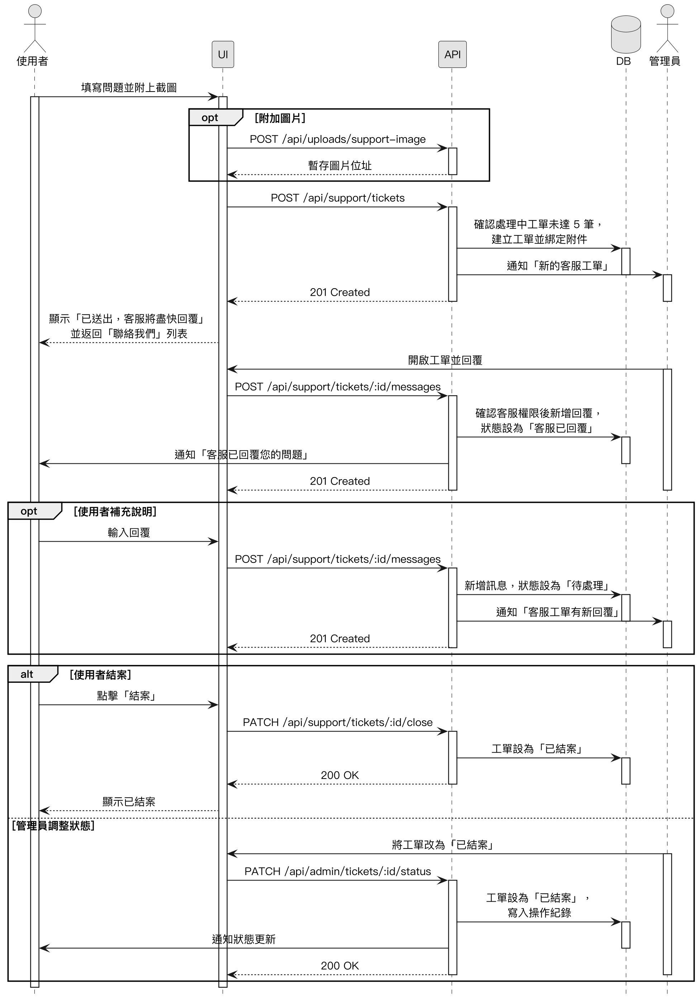 使用者
UI
API
DB
管理員
填寫問題並附上截圖
opt
[附加圖片]
POST /api/uploads/support-image
暫存圖片位址
POST /api/support/tickets
確認處理中工單未達 5 筆，
建立工單並綁定附件
通知「新的客服工單」
201 Created
顯示「已送出，客服將盡快回覆」
並返回「聯絡我們」列表
開啟工單並回覆
POST /api/support/tickets/:id/messages
確認客服權限後新增回覆，
狀態設為「客服已回覆」
通知「客服已回覆您的問題」
201 Created
opt
[使用者補充說明]
輸入回覆
POST /api/support/tickets/:id/messages
新增訊息，狀態設為「待處理」
通知「客服工單有新回覆」
201 Created
alt
[使用者結案]
點擊「結案」
PATCH /api/support/tickets/:id/close
工單設為「已結案」
200 OK
顯示已結案
[管理員調整狀態]
將工單改為「已結案」
PATCH /api/admin/tickets/:id/status
工單設為「已結案」，
寫入操作紀錄
通知狀態更新
200 OK